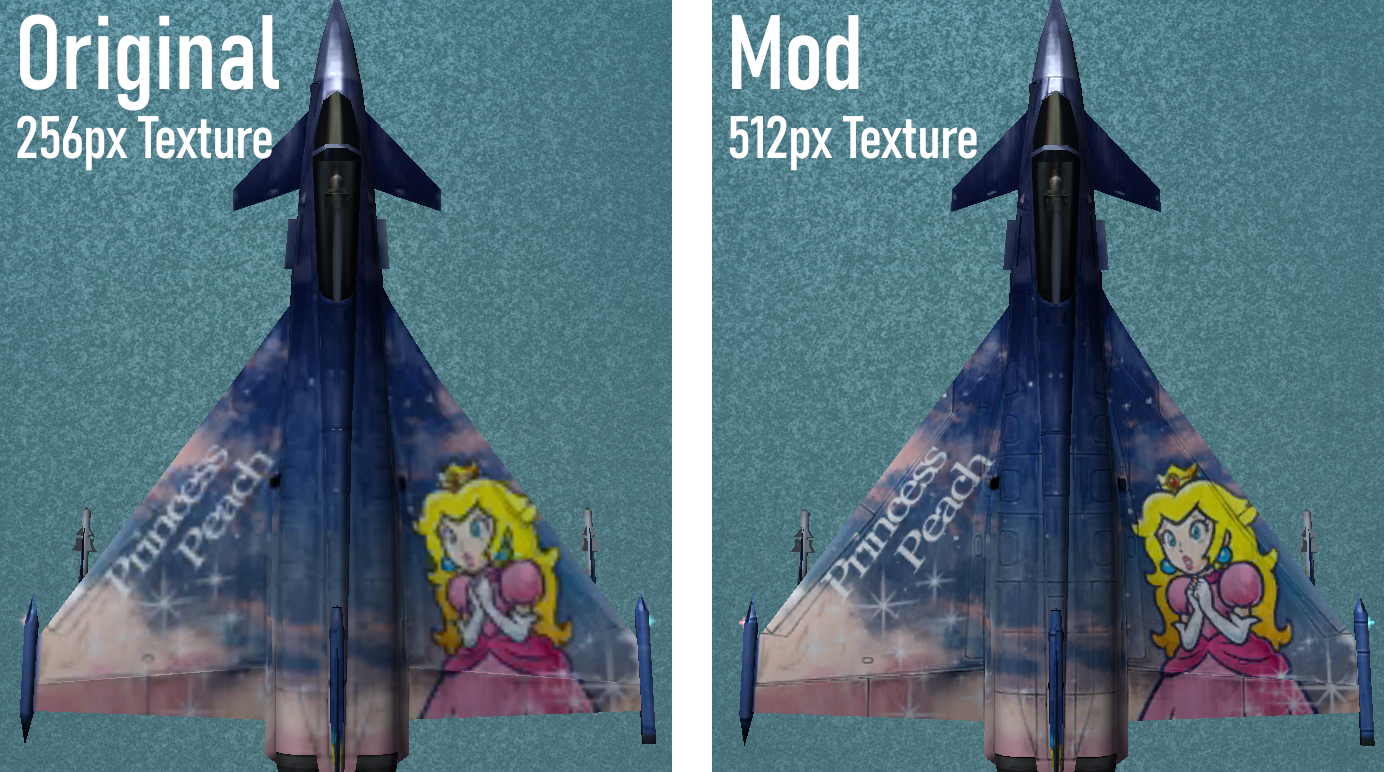 Original
256px Texture
Princess
Peach
Mod
512px Texture
Princess
Peach